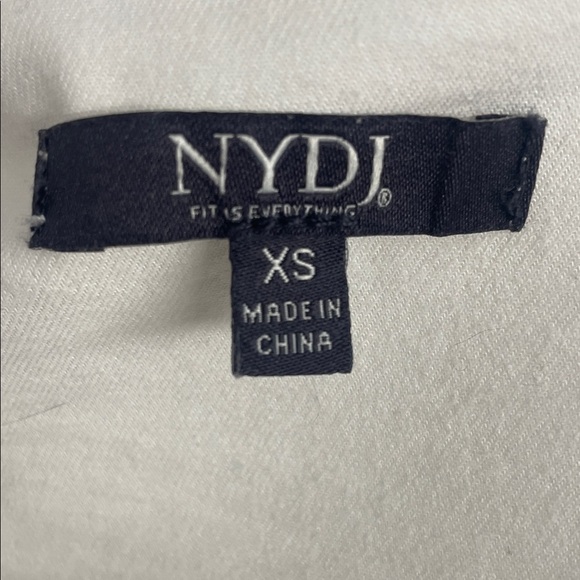 NYDJ®
FIT IS EVERYTHING
XS
MADE IN
CHINA